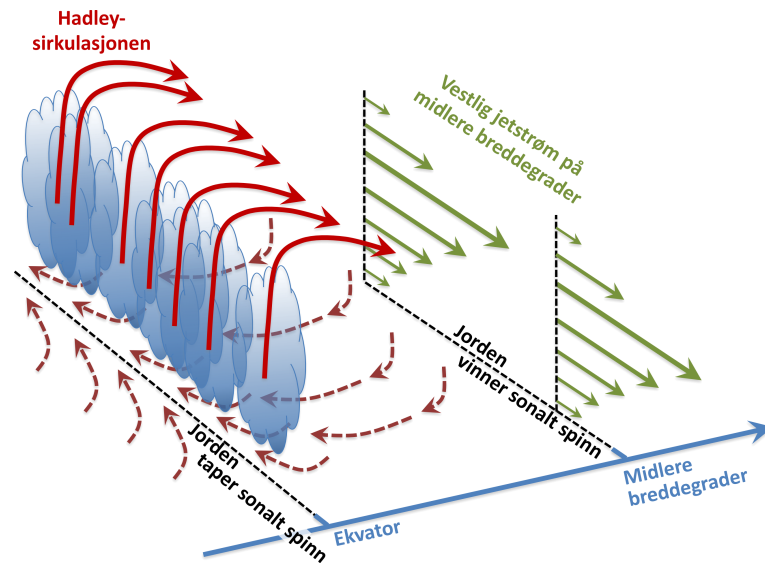 Hadley-
sirkulasjonen
Vestlig jetstrøm på
midlere breddegrader
Jorden
vinner sonalt spinn
Jorden
taper sonalt spinn
Ekvator
Midlere
breddegrader